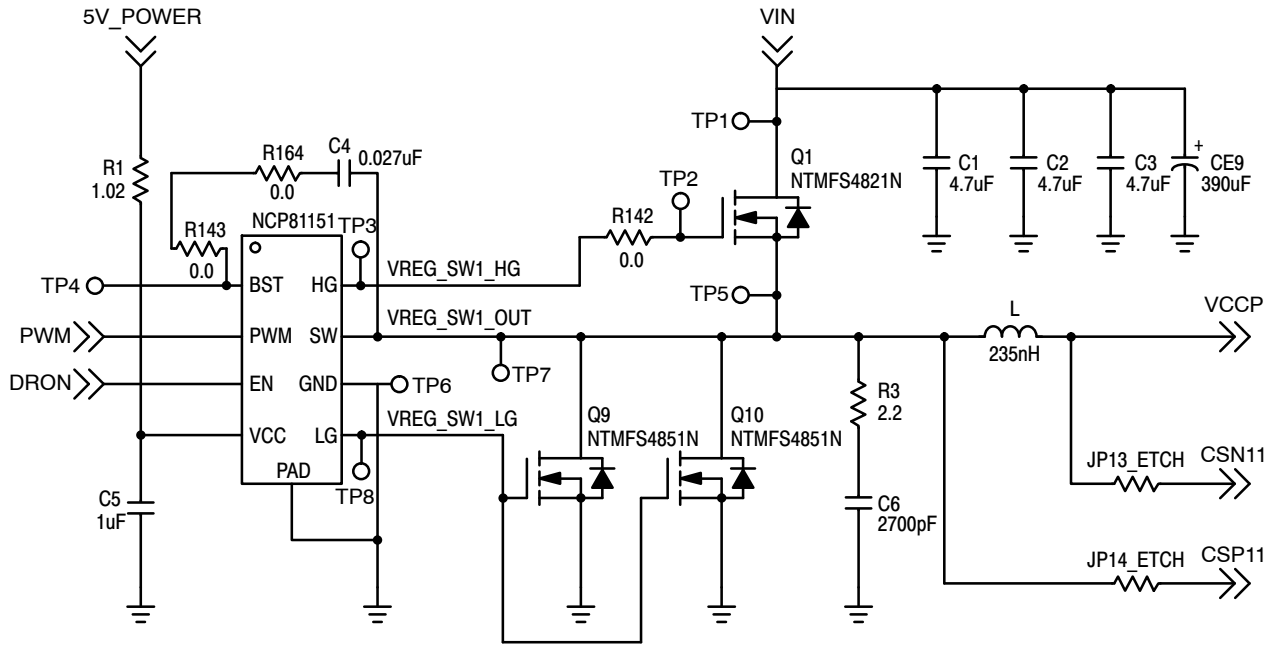 5V_POWER
VIN
TP1
R1
1.02
R164
0.0
C4
0.027uF
Q1
NTMFS4821N
C1
4.7uF
C2
4.7uF
C3
4.7uF
+
CE9
390uF
TP2
R143
0.0
NCP81151
TP3
R142
0.0
TP4
BST
HG
VREG_SW1_HG
TP5
PWM
PWM
SW
VREG_SW1_OUT
L
235nH
VCCP
DRON
EN
GND
TP6
TP7
R3
2.2
VCC
LG
VREG_SW1_LG
Q9
NTMFS4851N
Q10
NTMFS4851N
PAD
TP8
C5
1uF
C6
2700pF
JP13_ETCH
CSN11
JP14_ETCH
CSP11